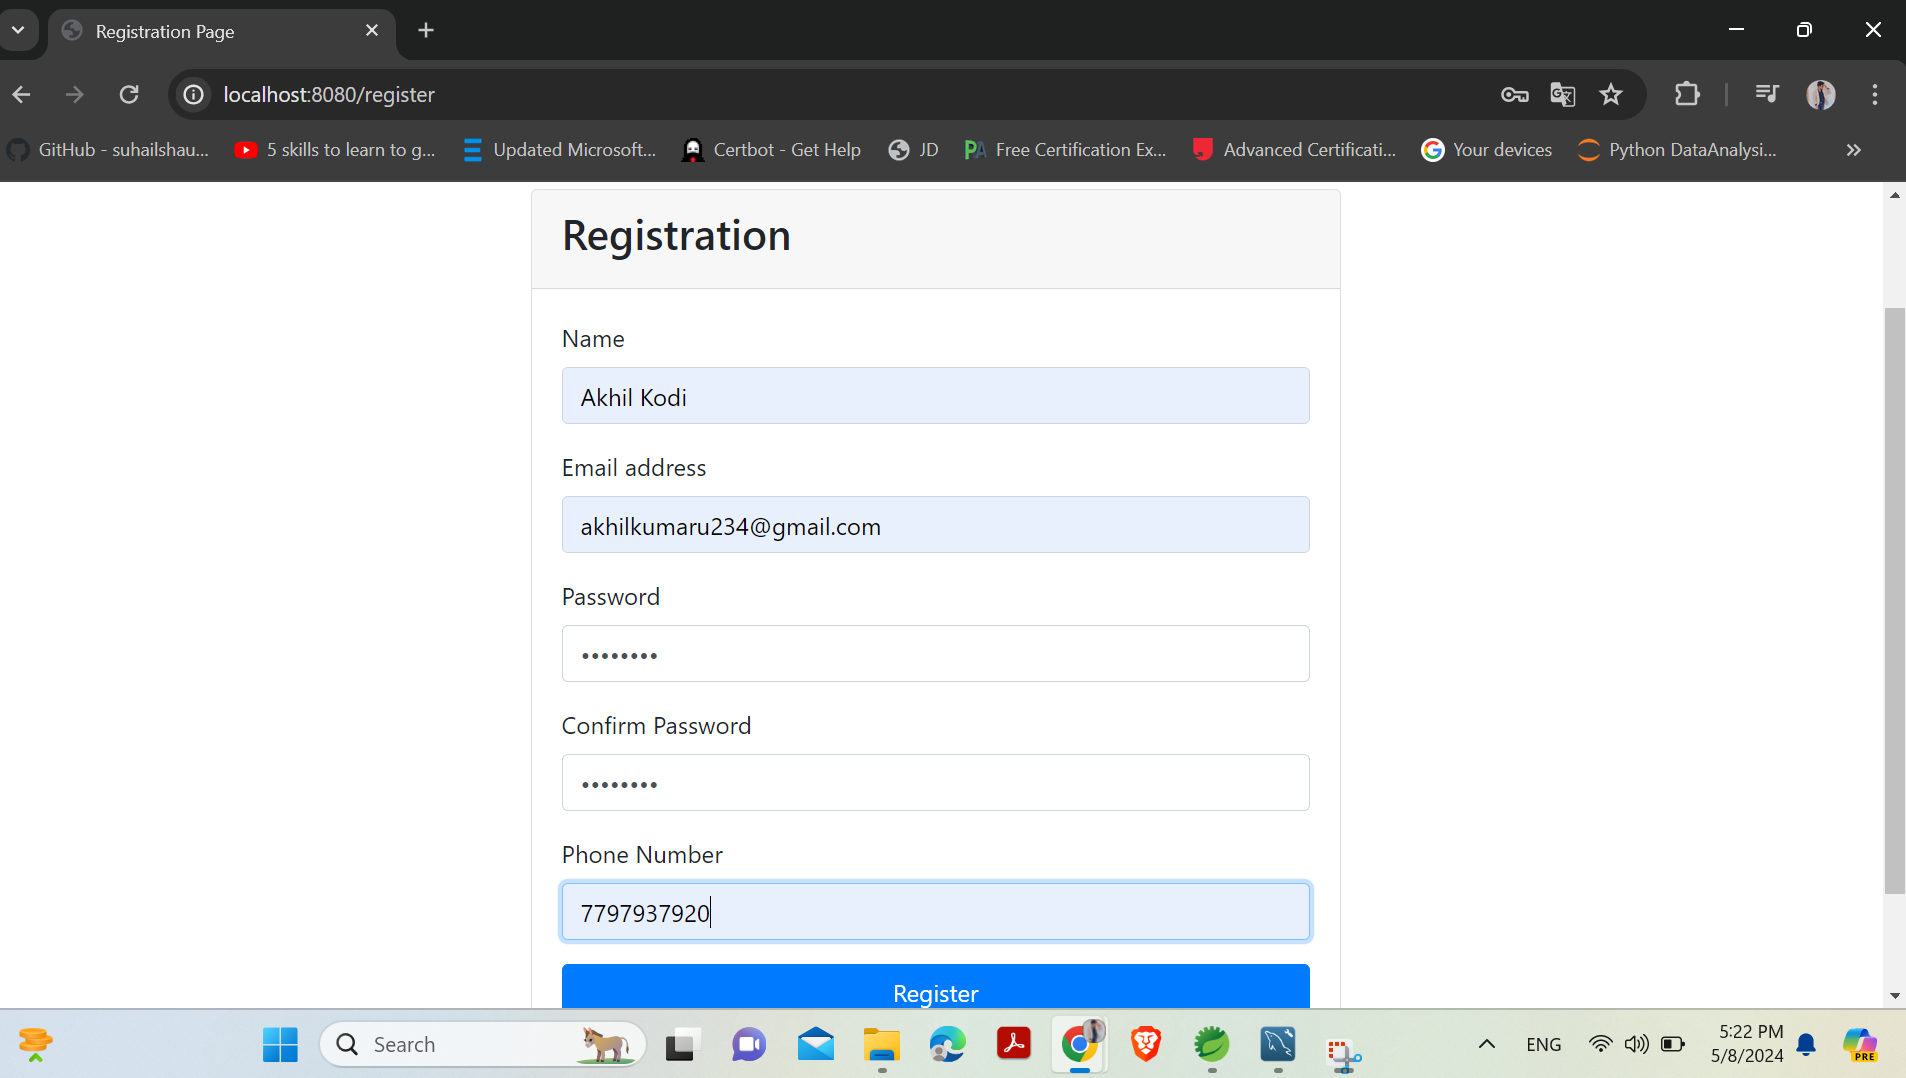 Registration Page
localhost:8080/register
GitHub - suhailshau... 5 skills to learn to g... Updated Microsoft... Certbot - Get Help JD PA Free Certification Ex... Advanced Certificati... Your devices Python DataAnalysi...
Registration
Name
Akhil Kodi
Email address
akhilkumaru234@gmail.com
Password
••••••••
Confirm Password
••••••••
Phone Number
7797937920
Register
Search
ENG
5:22 PM
5/8/2024
PRE